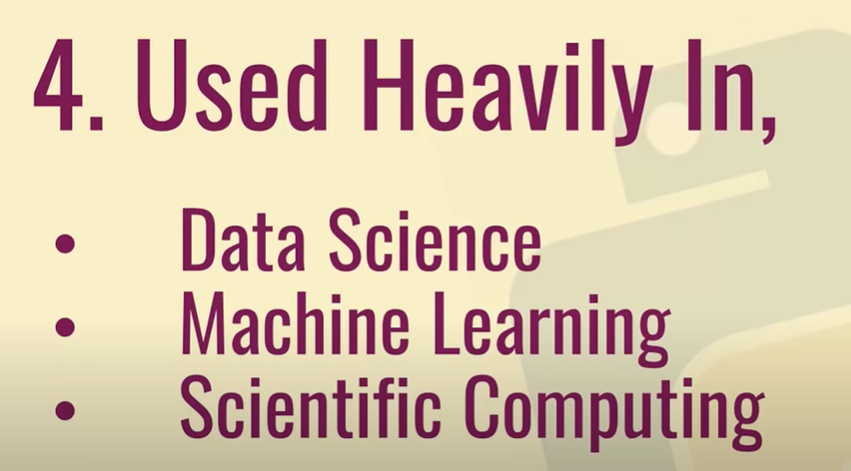 4. Used Heavily In,
• Data Science
• Machine Learning
• Scientific Computing